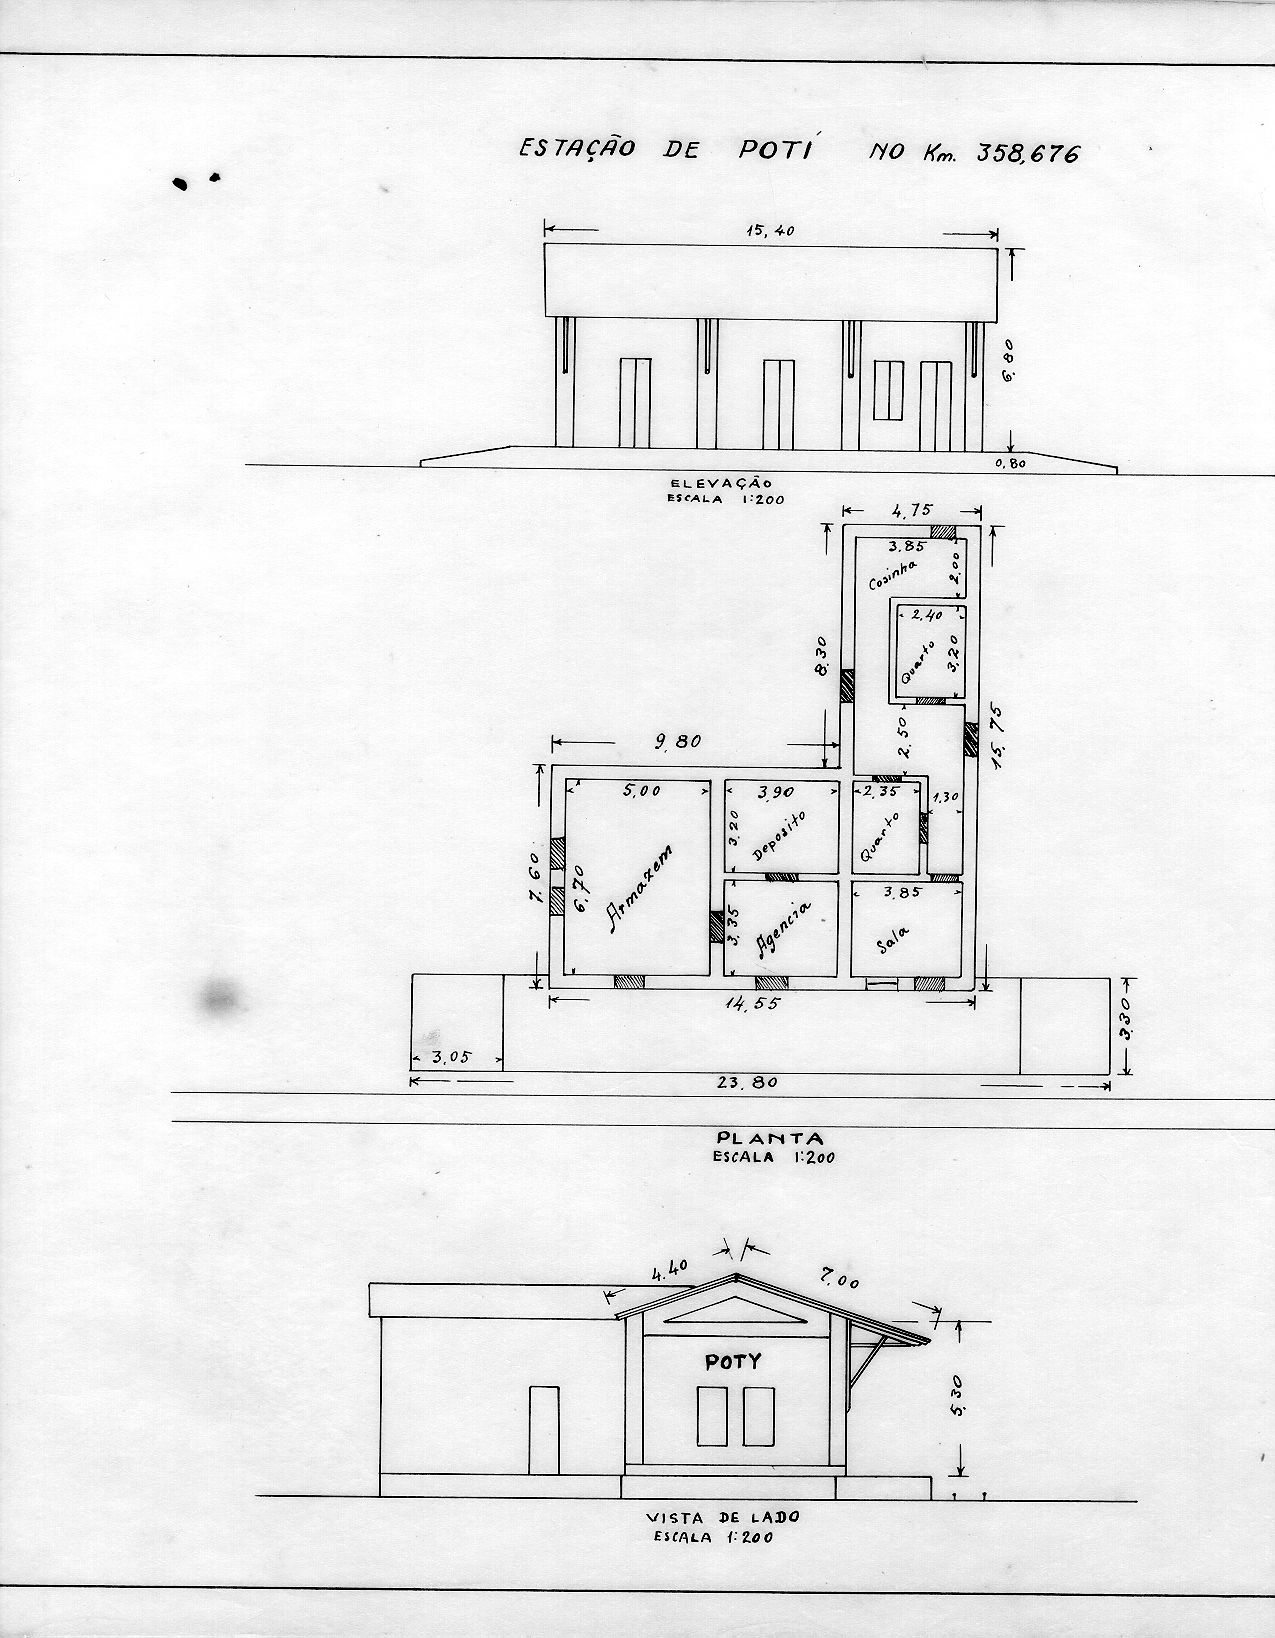 ESTAÇÃO DE POTÍ NO Km. 358,676
15,40
6.80
0,80
ELEVAÇÃO
ESCALA 1:200
4,75
3,85
Cosinha
2,00
2,40
Quarto
3,20
8.30
15,75
2,50
9,80
5,00
3,90
2,35
1,30
3,20
Deposito
Quarto
7.60
6,70
Armazem
3,35
Agencia
3,85
Sala
14,55
3,30
3,05
23,80
PLANTA
ESCALA 1:200
4.40
7,00
POTY
5,30
VISTA DE LADO
ESCALA 1:200